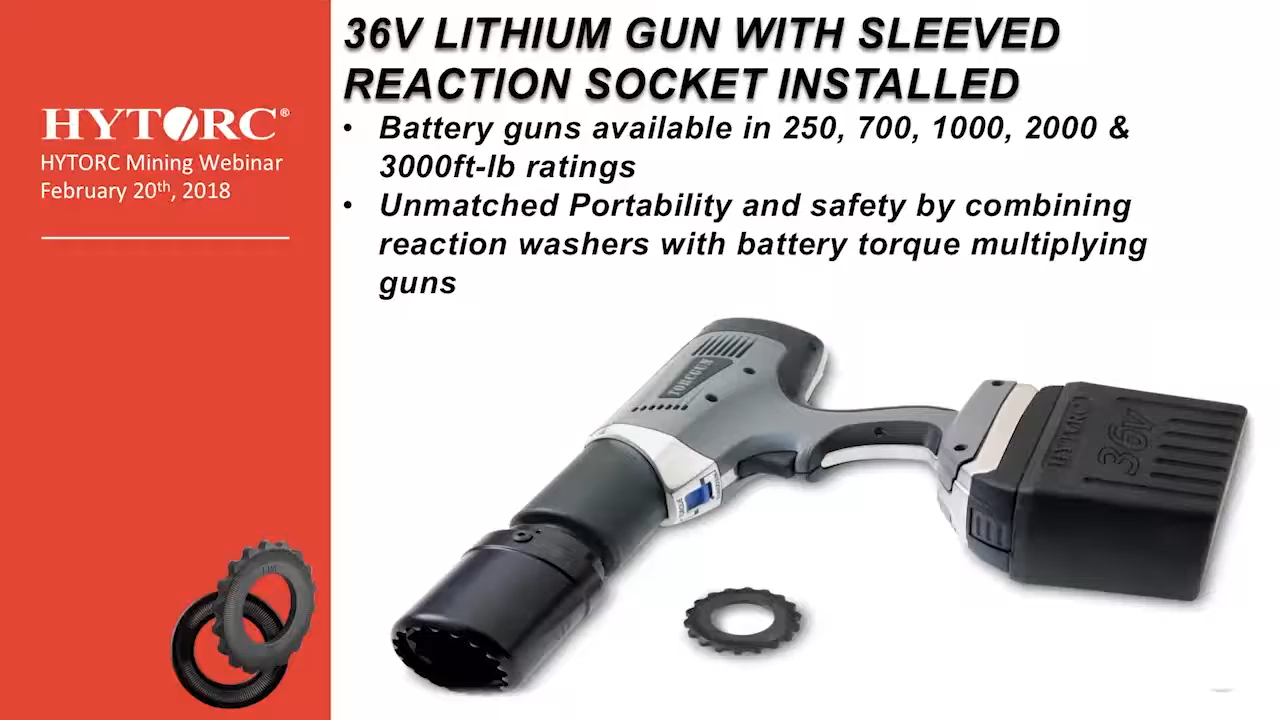 36V LITHIUM GUN WITH SLEEVED
REACTION SOCKET INSTALLED
HYTORC®
HYTORC Mining Webinar
February 20th, 2018
• Battery guns available in 250, 700, 1000, 2000 &
3000ft-lb ratings
• Unmatched Portability and safety by combining
reaction washers with battery torque multiplying
guns
TORCGUN
HYTORC
36V